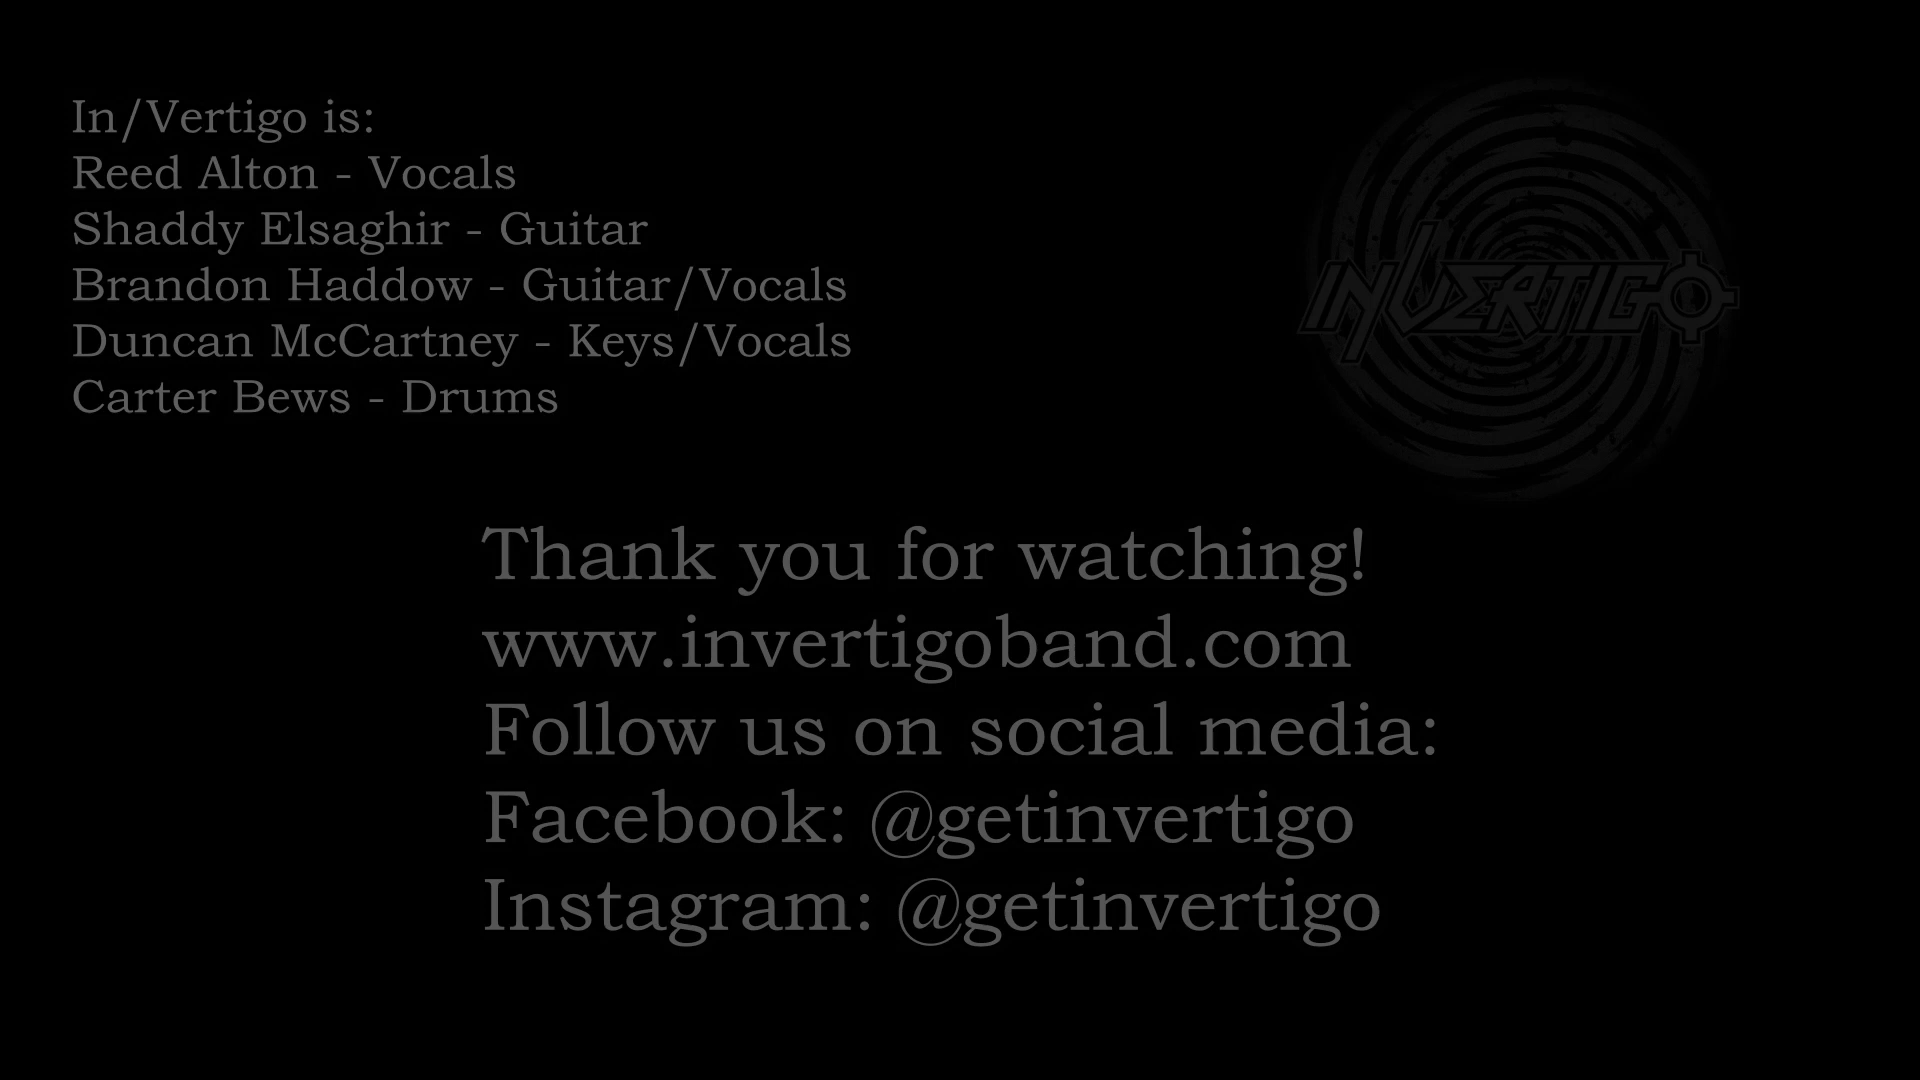 In/Vertigo is:
Reed Alton - Vocals
Shaddy Elsaghir - Guitar
Brandon Haddow - Guitar/Vocals
Duncan McCartney - Keys/Vocals
Carter Bews - Drums
INVERTIGO
Thank you for watching!
www.invertigoband.com
Follow us on social media:
Facebook: @getinvertigo
Instagram: @getinvertigo